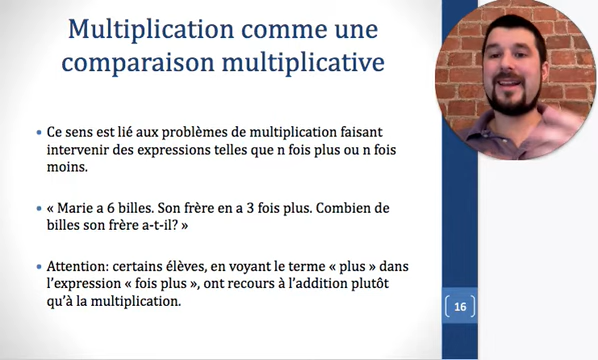 Multiplication comme une
comparaison multiplicative
• Ce sens est lié aux problèmes de multiplication faisant
intervenir des expressions telles que n fois plus ou n fois
moins.
• « Marie a 6 billes. Son frère en a 3 fois plus. Combien de
billes son frère a-t-il? »
• Attention: certains élèves, en voyant le terme « plus » dans
l'expression « fois plus », ont recours à l'addition plutôt
qu'à la multiplication.
16